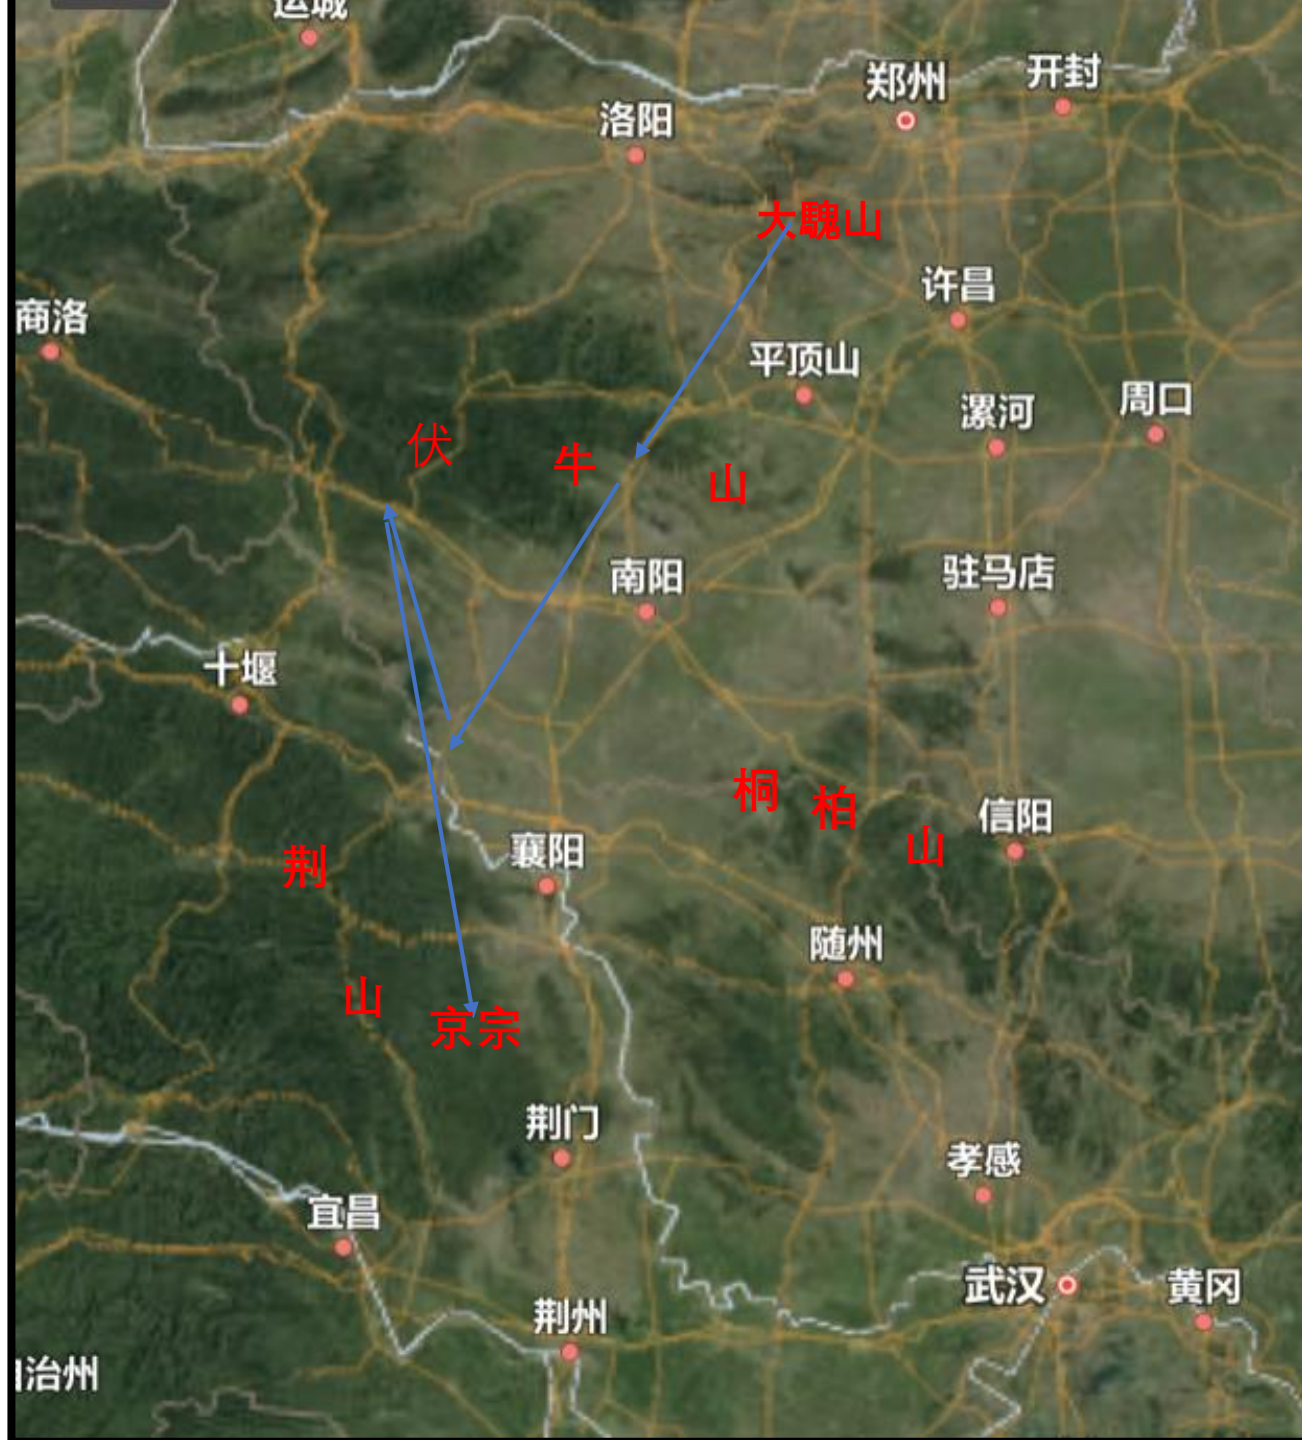 运城
郑州
开封
洛阳
大騩山
商洛
许昌
平顶山
漯河
周口
伏牛山
南阳
驻马店
十堰
桐柏山
信阳
襄阳
荆山
随州
京宗
荆门
孝感
宜昌
武汉
黄冈
荆州
治州